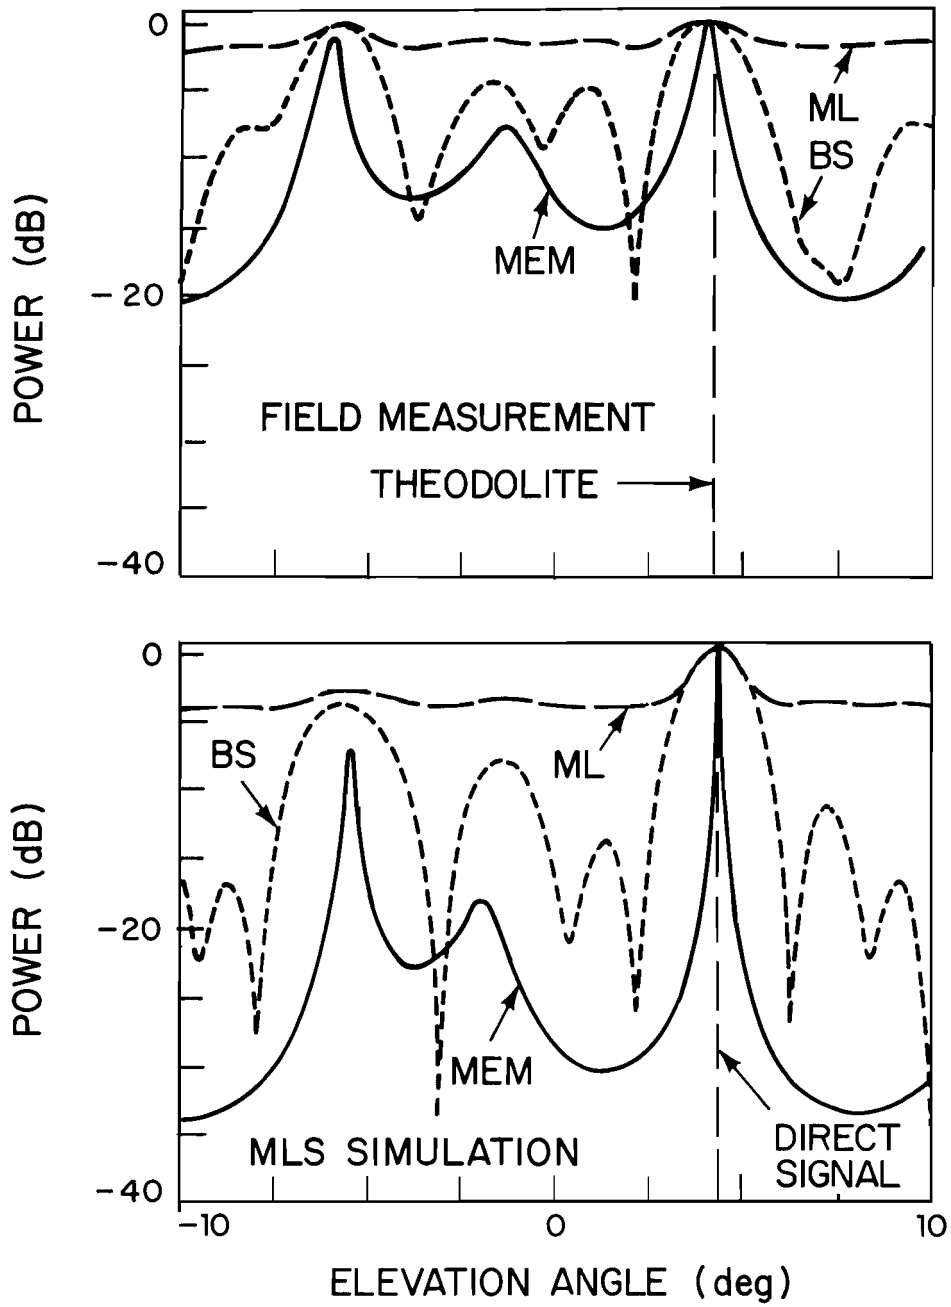 0
ML
BS
MEM
POWER (dB)
-20
FIELD MEASUREMENT
THEODOLITE
-40
0
BS
ML
POWER (dB)
-20
MEM
MLS SIMULATION
DIRECT
SIGNAL
-40
-10 0 10
ELEVATION ANGLE (deg)